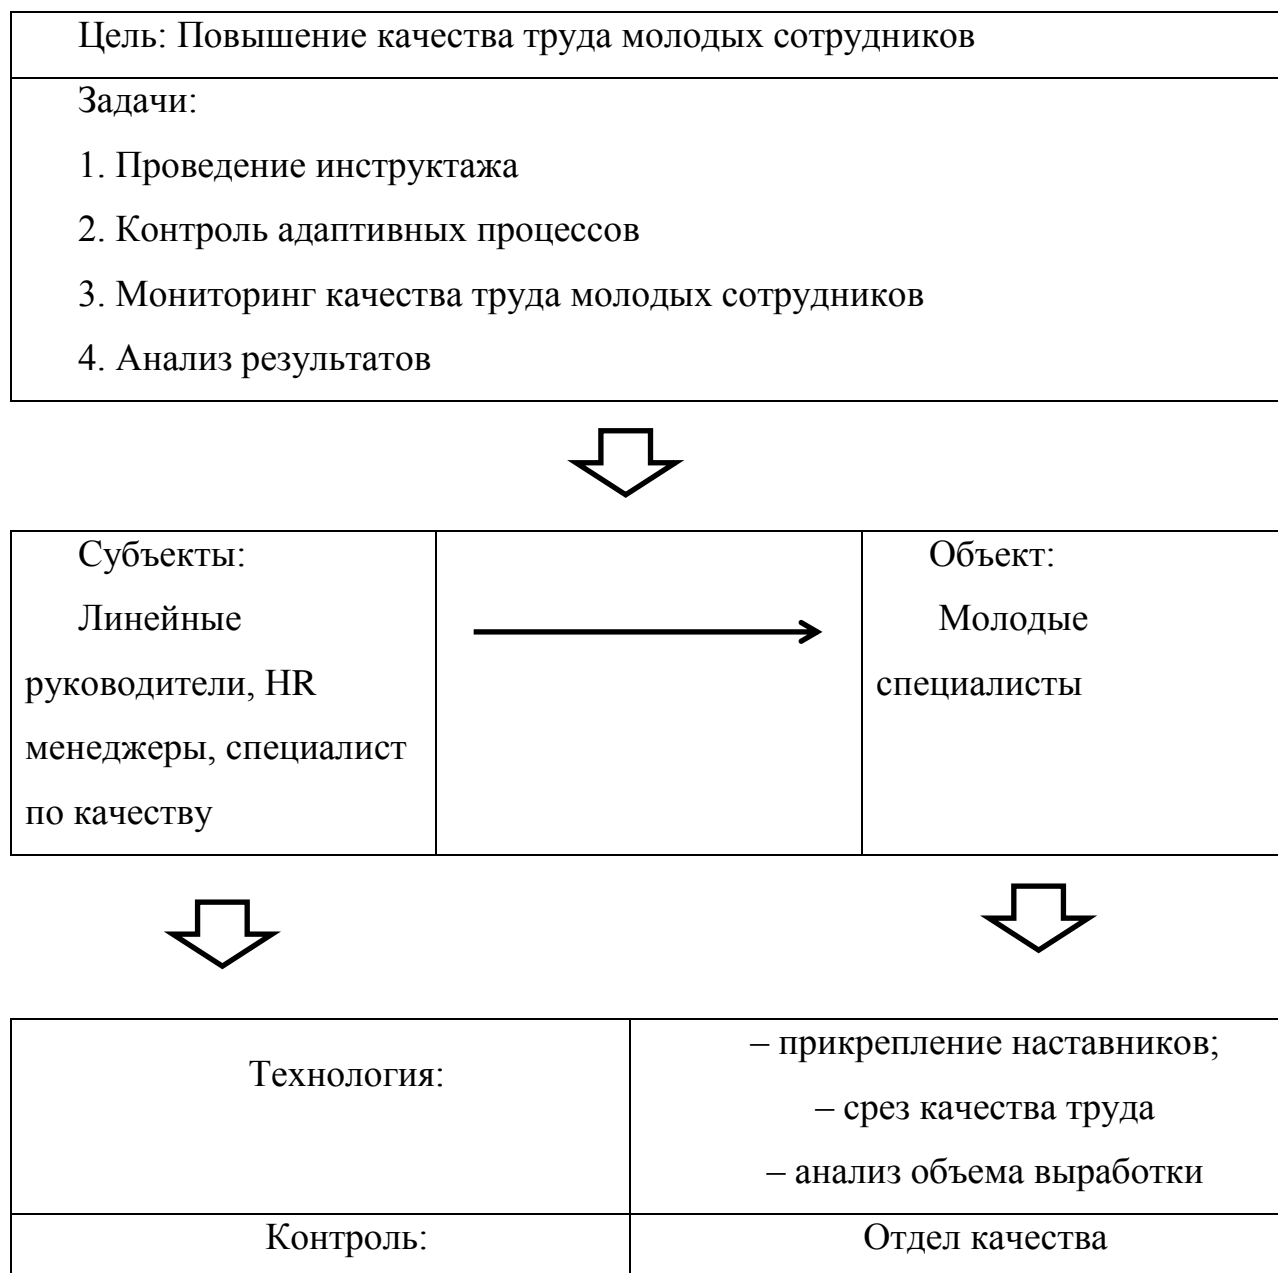 Цель: Повышение качества труда молодых сотрудников
Задачи:
1. Проведение инструктажа
2. Контроль адаптивных процессов
3. Мониторинг качества труда молодых сотрудников
4. Анализ результатов
Субъекты:
Линейные
руководители, HR
менеджеры, специалист
по качеству
Объект:
Молодые
специалисты
Технология:
– прикрепление наставников;
– срез качества труда
– анализ объема выработки
Контроль:
Отдел качества